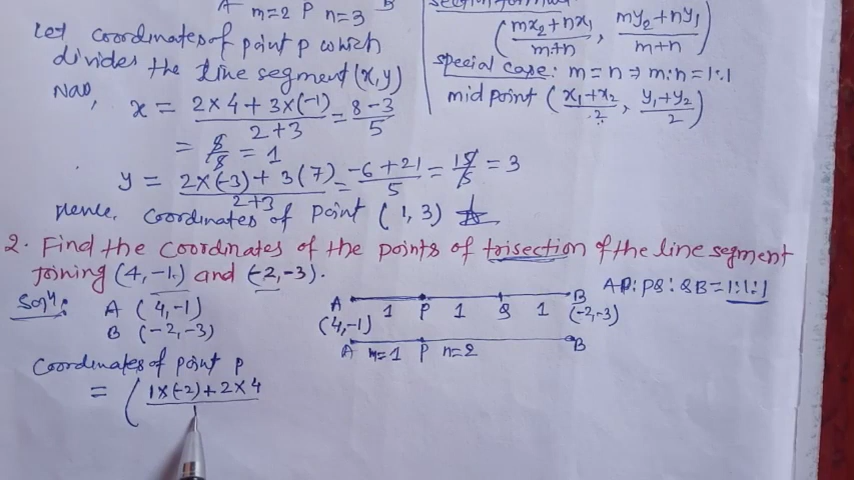 A m=2 P n=3 B
Let coordinates of point p which
divides the line segment (x,y)
Now,
x = 2×4+3×(-1) / 2+3 = 8-3 / 5
= 5/5 = 1
y = 2×(-3)+3(7) / 2+3 = -6+21 / 5 = 15/5 = 3
Hence, coordinates of point (1,3)
(mx2+nx1 / m+n , my2+ny1 / m+n)
special case: m=n ⇒ m:n=1:1
mid point (x1+x2 / 2 , y1+y2 / 2)
2. Find the coordinates of the points of trisection of the line segment
joining (4,-1) and (-2,-3).
Soln:
A (4,-1)
B (-2,-3)
A 1 P 1 Q 1 B
(4,-1) (-2,-3)
AP:PQ:QB=1:1:1
A m=1 P n=2 B
Coordinates of point P
= ( 1×(-2)+2×4